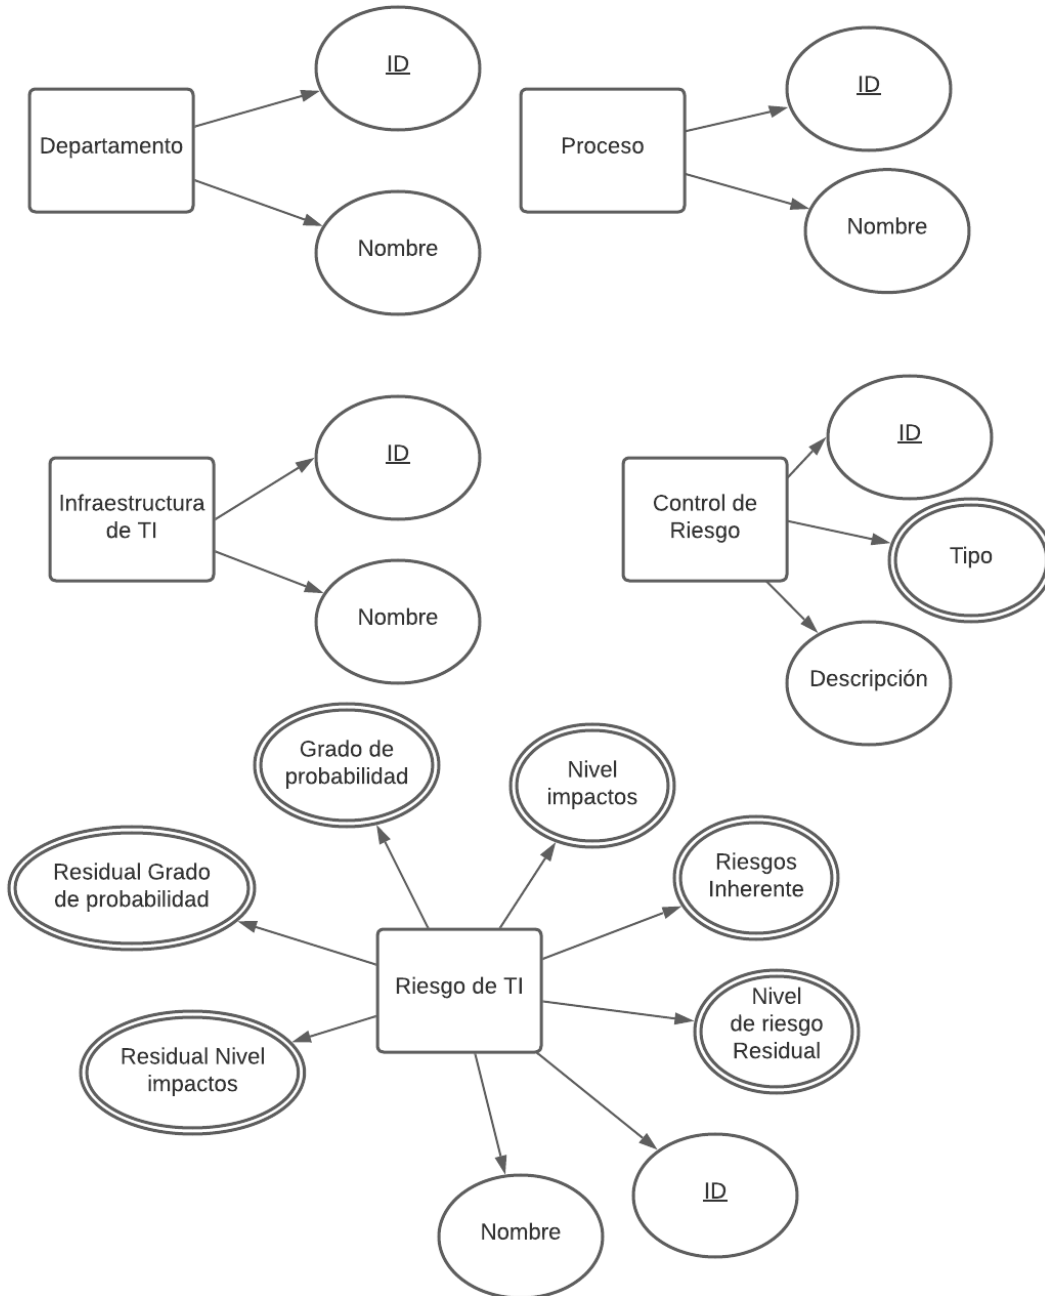 ID
Departamento
Nombre
ID
Proceso
Nombre
ID
Infraestructura
de TI
Nombre
ID
Control de
Riesgo
Tipo
Descripción
Grado de
probabilidad
Nivel
impactos
Residual Grado
de probabilidad
Riesgos
Inherente
Riesgo de TI
Nivel
de riesgo
Residual
Residual Nivel
impactos
ID
Nombre